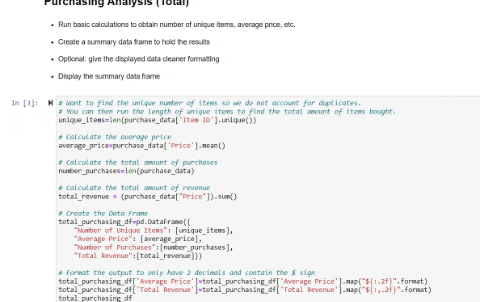 Purchasing Analysis (Total)
• Run basic calculations to obtain number of unique items, average price, etc.
• Create a summary data frame to hold the results
• Optional: give the displayed data cleaner formatting
• Display the summary data frame
In [3]:
# Want to find the unique number of items so we do not account for duplicates.
# You can then run the length of unique items to find the total amount of items bought.
unique_items=len(purchase_data['Item ID'].unique())
# Calculate the average price
average_price=purchase_data['Price'].mean()
# Calculate the total amount of purchases
number_purchases=len(purchase_data)
# Calculate the total amount of revenue
total_revenue = (purchase_data["Price"]).sum()
# Create the Data Frame
total_purchasing_df=pd.DataFrame({
"Number of Unique Items": [unique_items],
"Average Price": [average_price],
"Number of Purchases":[number_purchases],
"Total Revenue":[total_revenue]})
# Format the output to only have 2 decimals and contain the $ sign
total_purchasing_df['Average Price']=total_purchasing_df['Average Price'].map("${:.2f}".format)
total_purchasing_df['Total Revenue']=total_purchasing_df['Total Revenue'].map("${:,.2f}".format)
total_purchasing_df